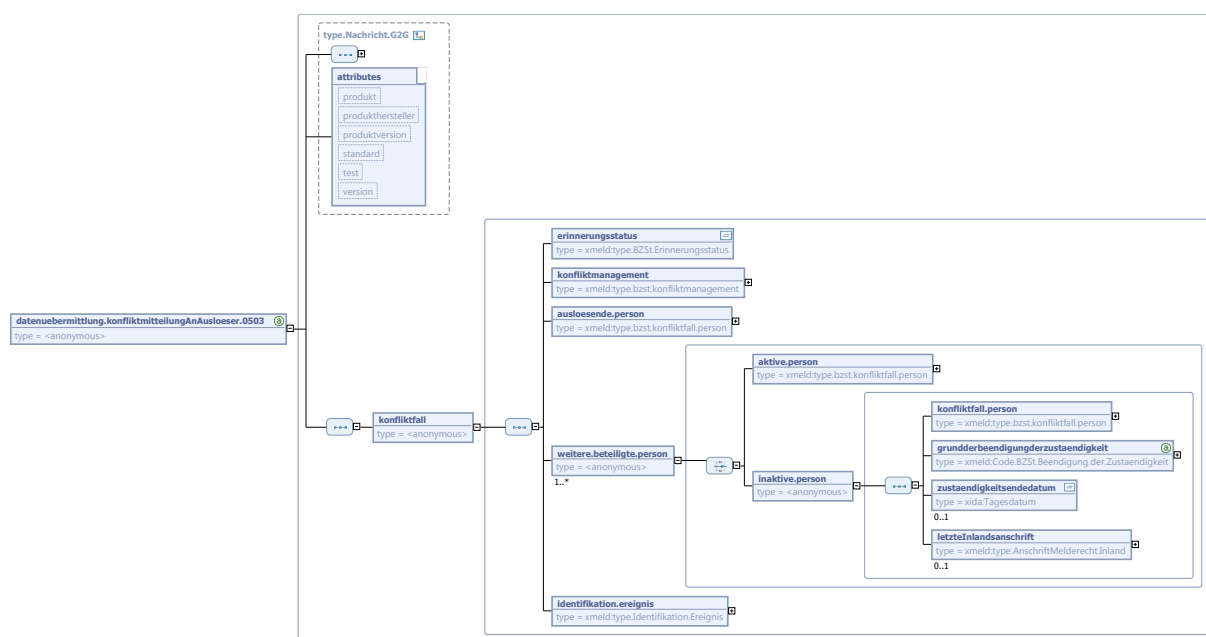 type.Nachricht.G2G
attributes
produkt
produkthersteller
produktversion
standard
test
version
datenuebermittlung.konfliktmitteilungAnAusloeser.0503
type = <anonymous>
konfliktfall
type = <anonymous>
erinnerungsstatus
type = xmeld:type.BZSt.Erinnerungsstatus
konfliktmanagement
type = xmeld:type.bzst.konfliktmanagement
ausloesende.person
type = xmeld:type.bzst.konfliktfall.person
weitere.beteiligte.person
type = <anonymous>
1..*
aktive.person
type = xmeld:type.bzst.konfliktfall.person
inaktive.person
type = <anonymous>
konfliktfall.person
type = xmeld:type.bzst.konfliktfall.person
grundderbeendigungderzustaendigkeit
type = xmeld:Code.BZSt.Beendigung.der.Zustaendigkeit
zustaendigkeitsendedatum
type = xida:Tagesdatum
0..1
letzteInlandsanschrift
type = xmeld:type.AnschriftMelderecht.Inland
0..1
identifikation.ereignis
type = xmeld:type.Identifikation.Ereignis